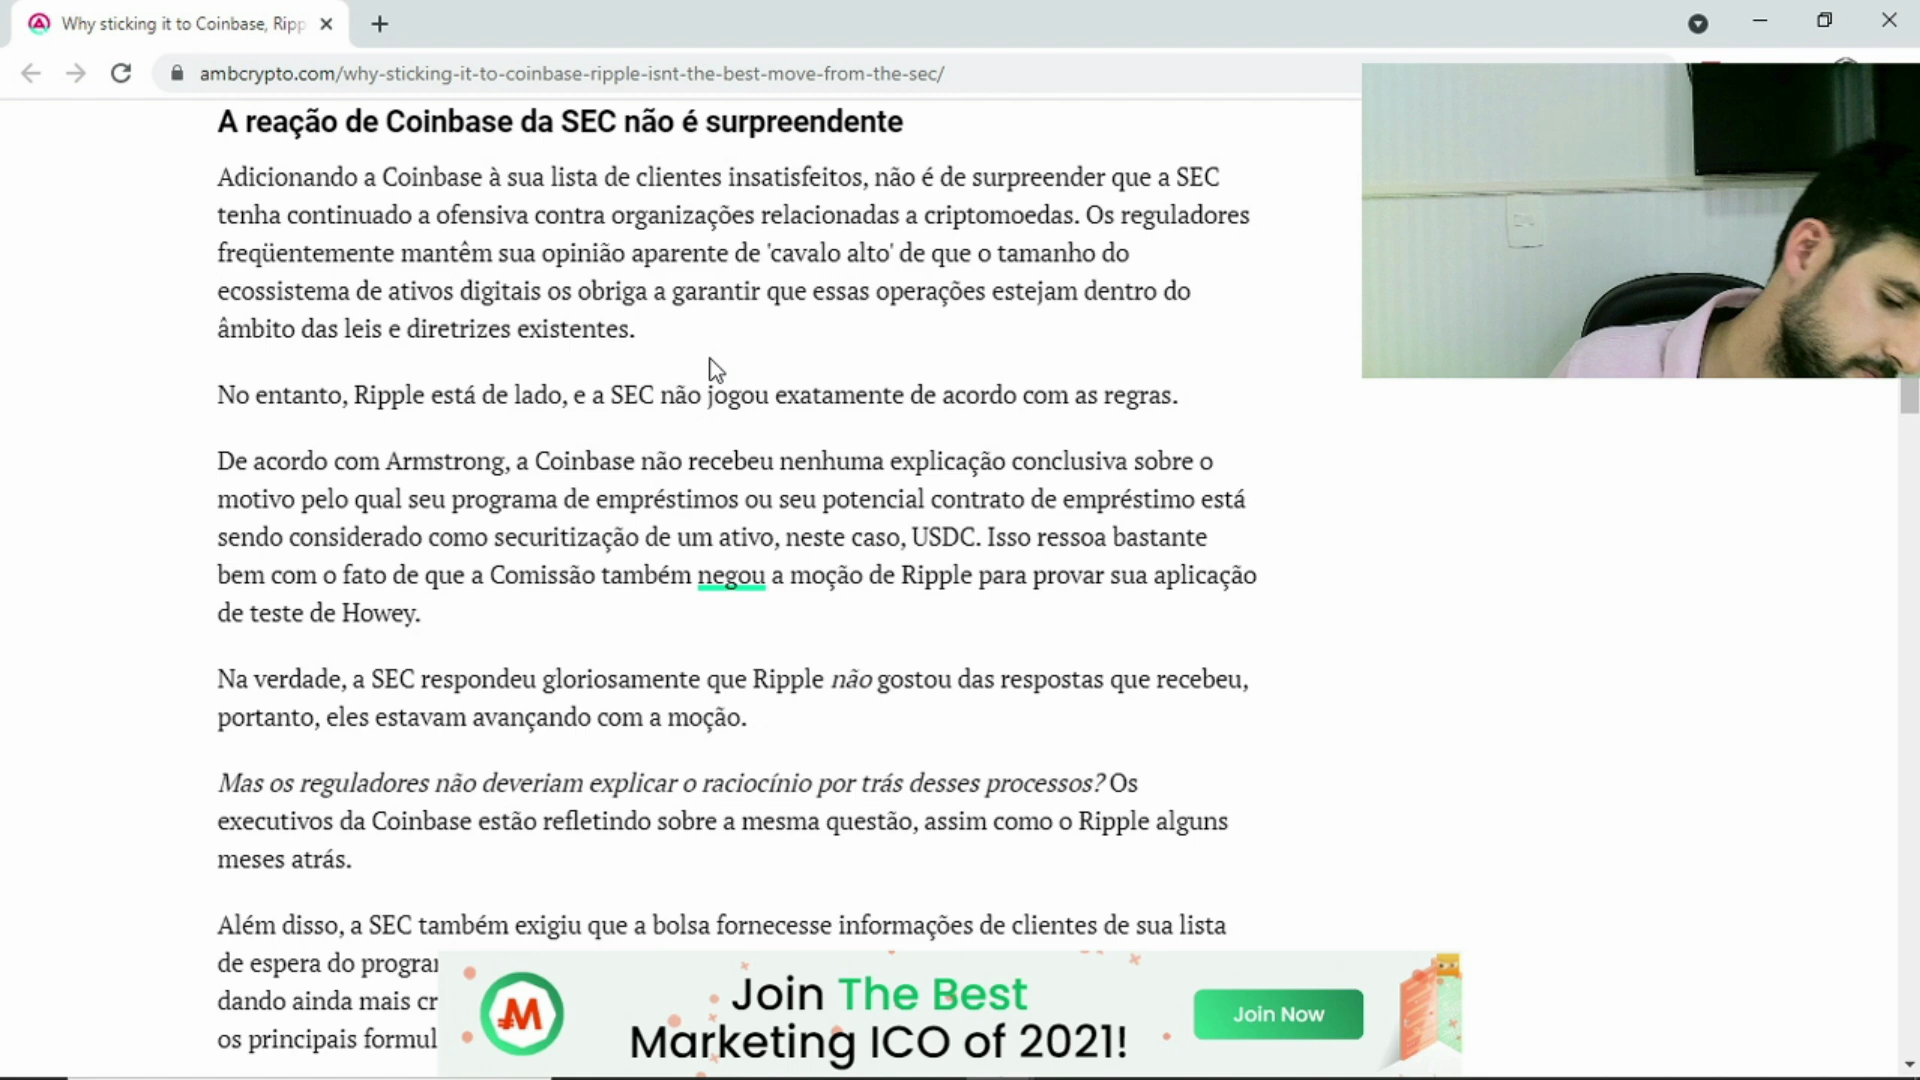 Why sticking it to Coinbase, Ripp
ambcrypto.com/why-sticking-it-to-coinbase-ripple-isnt-the-best-move-from-the-sec/
A reação de Coinbase da SEC não é surpreendente
Adicionando a Coinbase à sua lista de clientes insatisfeitos, não é de surpreender que a SEC
tenha continuado a ofensiva contra organizações relacionadas a criptomoedas. Os reguladores
freqüentemente mantêm sua opinião aparente de 'cavalo alto' de que o tamanho do
ecossistema de ativos digitais os obriga a garantir que essas operações estejam dentro do
âmbito das leis e diretrizes existentes.
No entanto, Ripple está de lado, e a SEC não jogou exatamente de acordo com as regras.
De acordo com Armstrong, a Coinbase não recebeu nenhuma explicação conclusiva sobre o
motivo pelo qual seu programa de empréstimos ou seu potencial contrato de empréstimo está
sendo considerado como securitização de um ativo, neste caso, USDC. Isso ressoa bastante
bem com o fato de que a Comissão também negou a moção de Ripple para provar sua aplicação
de teste de Howey.
Na verdade, a SEC respondeu gloriosamente que Ripple não gostou das respostas que recebeu,
portanto, eles estavam avançando com a moção.
Mas os reguladores não deveriam explicar o raciocínio por trás desses processos? Os
executivos da Coinbase estão refletindo sobre a mesma questão, assim como o Ripple alguns
meses atrás.
Além disso, a SEC também exigiu que a bolsa fornecesse informações de clientes de sua lista
de espera do progra
dando ainda mais cr
os principais formul
Join The Best
Marketing ICO of 2021!
Join Now